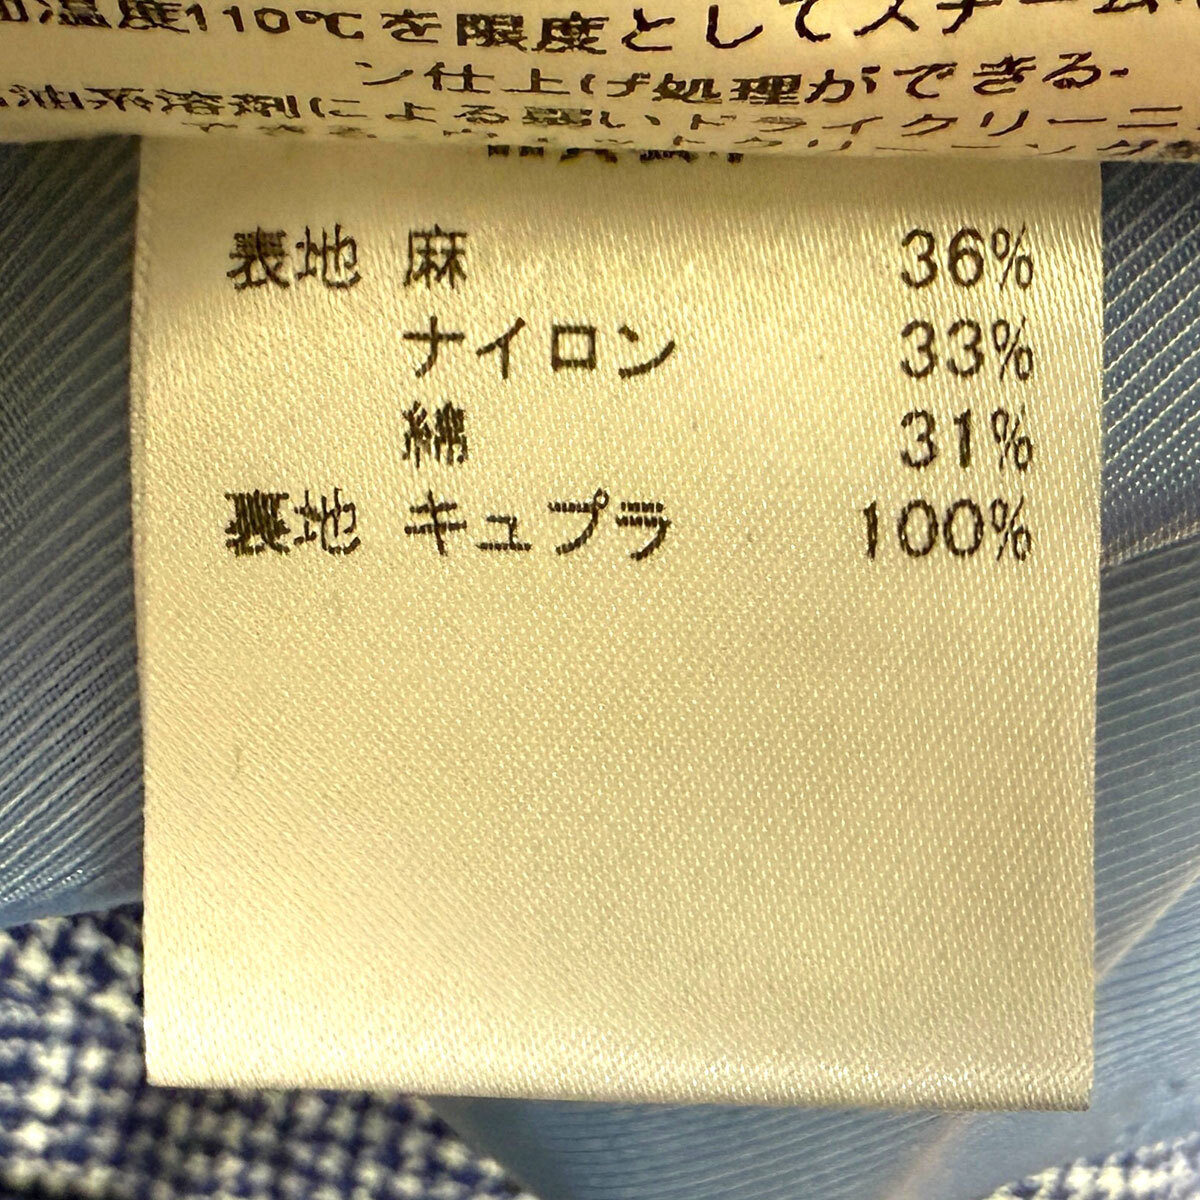 温度110℃を限度としてスチーム
ン仕上げ処理ができる
油系溶剤による弱いドライクリーニ
表地 麻 36%
ナイロン 33%
綿 31%
裏地 キュプラ 100%